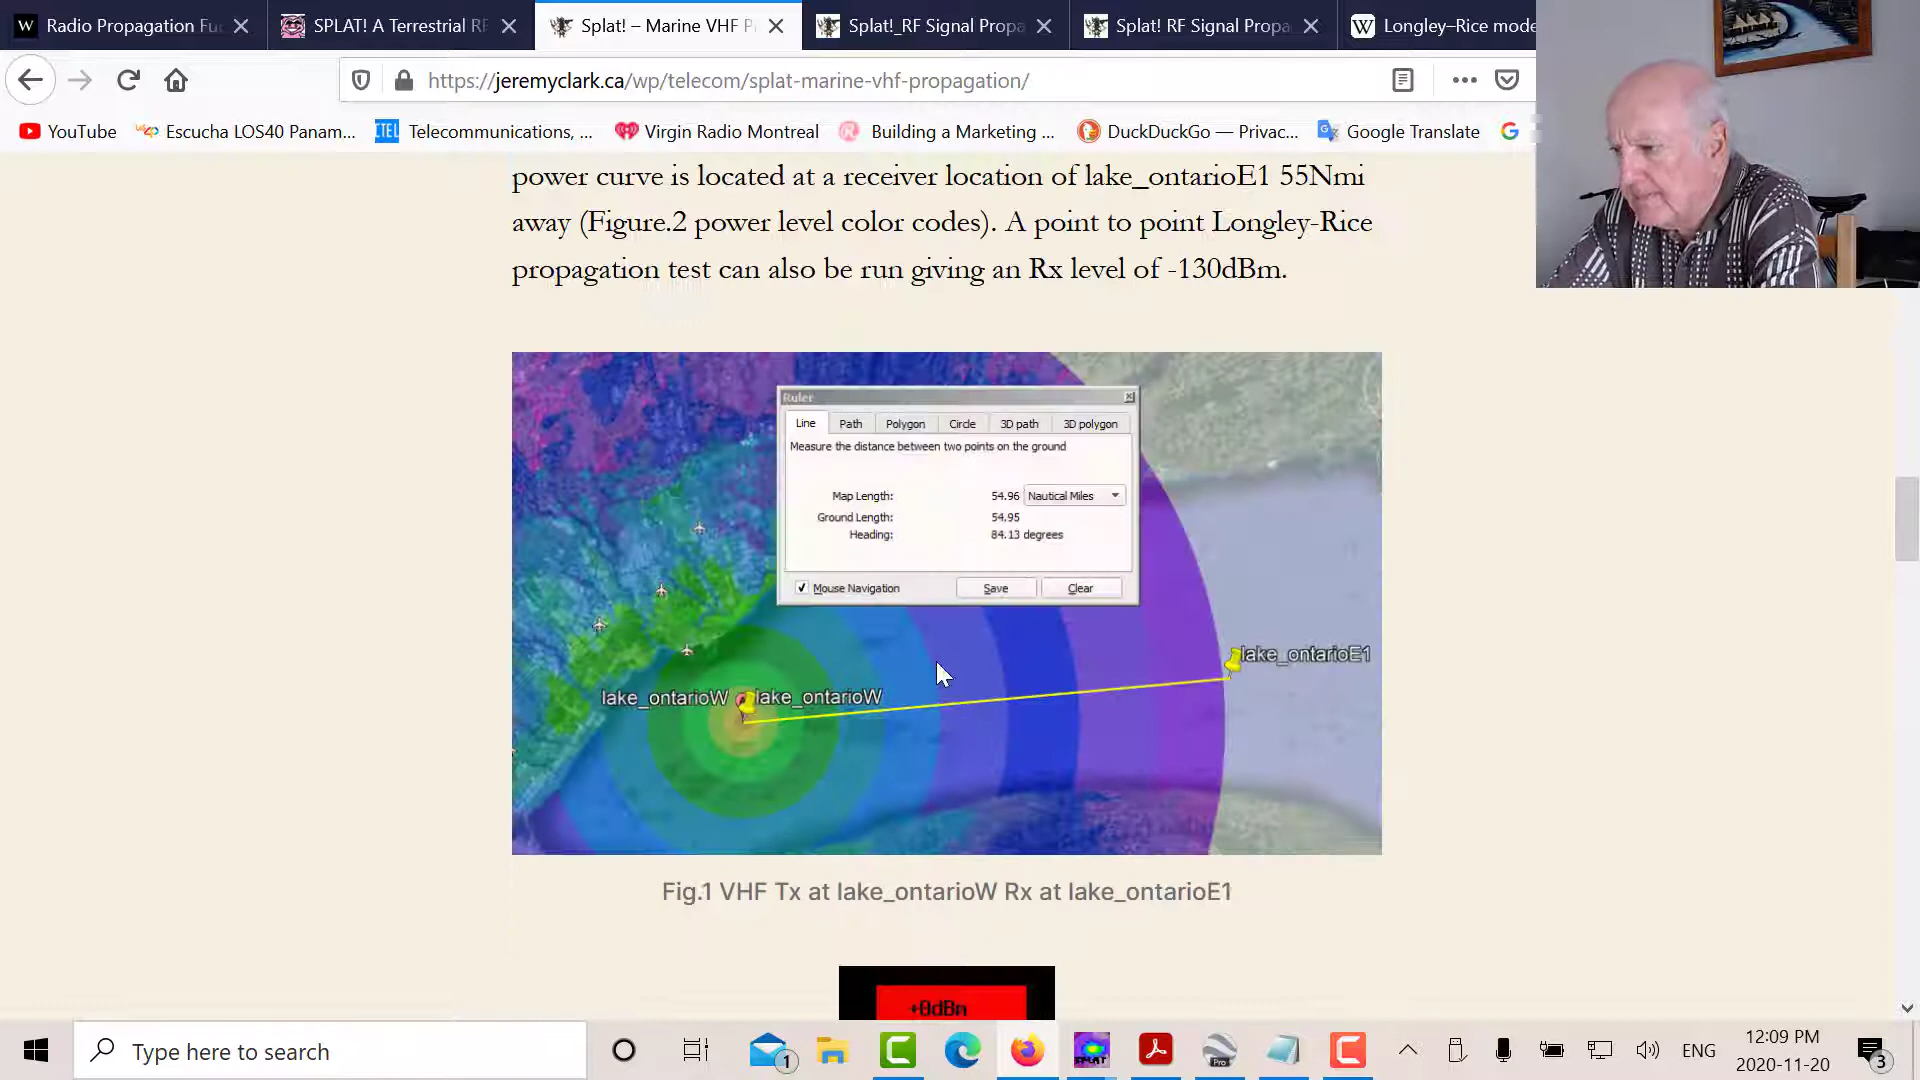 Radio Propagation Fu
SPLAT! A Terrestrial RF
Splat! – Marine VHF P
Splat!_RF Signal Propa
Splat! RF Signal Propa
Longley–Rice mode
https://jeremyclark.ca/wp/telecom/splat-marine-vhf-propagation/
YouTube
Escucha LOS40 Panam...
Telecommunications, ...
Virgin Radio Montreal
Building a Marketing ...
DuckDuckGo — Privac...
Google Translate
power curve is located at a receiver location of lake_ontarioE1 55Nmi
away (Figure.2 power level color codes). A point to point Longley-Rice
propagation test can also be run giving an Rx level of -130dBm.
Ruler
Line Path Polygon Circle 3D path 3D polygon
Measure the distance between two points on the ground
Map Length: 54.96 Nautical Miles
Ground Length: 54.95
Heading: 84.13 degrees
Mouse Navigation Save Clear
lake_ontarioE1
lake_ontarioW lake_ontarioW
Fig.1 VHF Tx at lake_ontarioW Rx at lake_ontarioE1
+0dBm
Type here to search
1
ENG
12:09 PM
2020-11-20
3